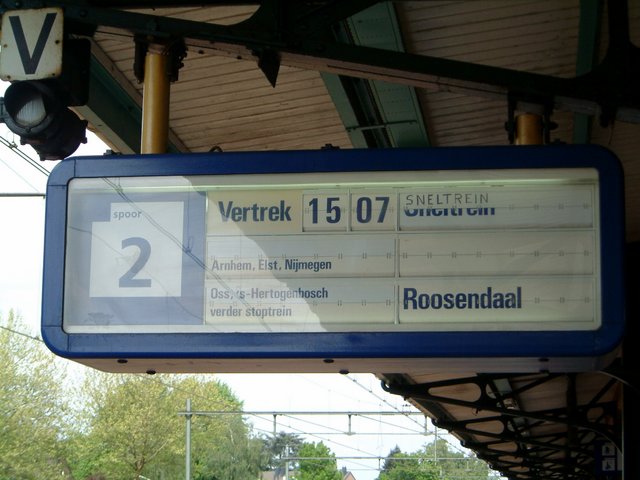 V
spoor
2
Vertrek 15 07 SNELTREIN
Sneltrein
Arnhem, Elst, Nijmegen
Oss, 's-Hertogenbosch
verder stoptrein
Roosendaal